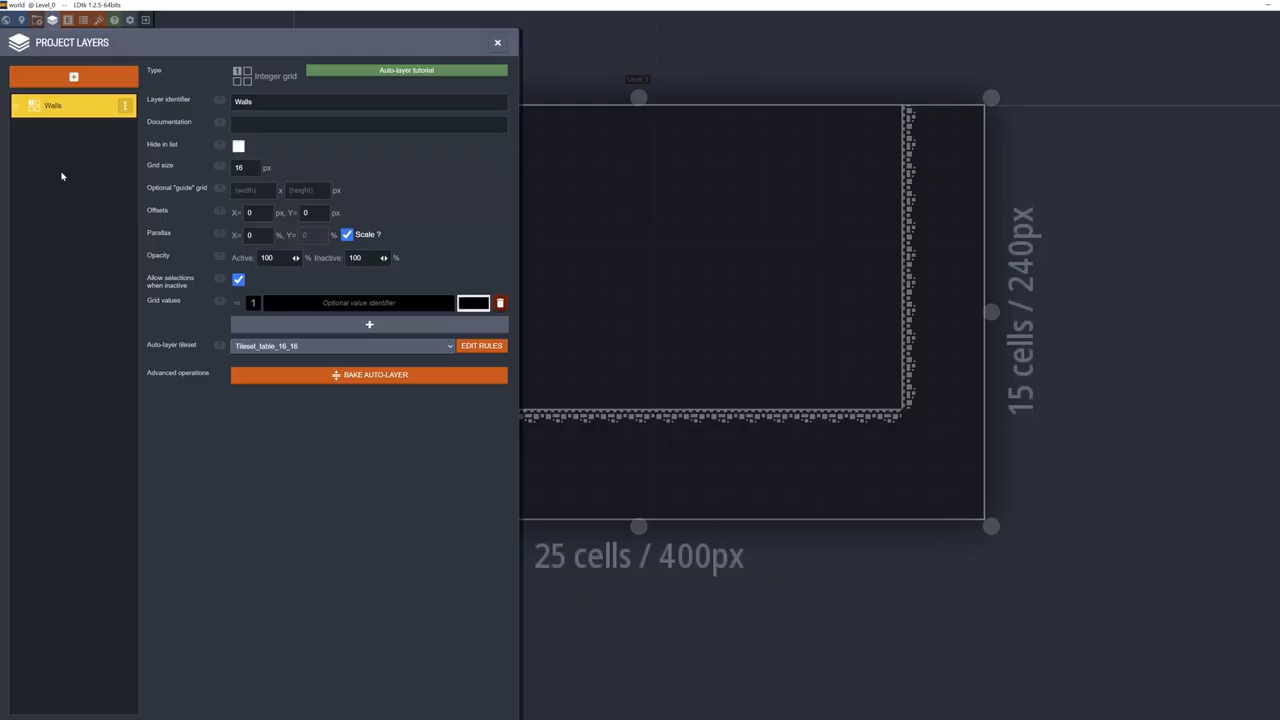 world @ Level_0 -- LDtk 1.2.5-64bits
PROJECT LAYERS
Walls
Type
Integer grid
Auto-layer tutorial
Layer identifier
Walls
Documentation
Hide in list
Grid size
16 px
Optional "guide" grid
(width) x (height) px
Offsets
X= 0 px, Y= 0 px
Parallax
X= 0 %, Y= 0 % Scale ?
Opacity
Active: 100 % Inactive: 100 %
Allow selections
when inactive
Grid values
1 Optional value identifier
+
Auto-layer tileset
Tileset_table_16_16
EDIT RULES
Advanced operations
BAKE AUTO-LAYER
Level_0
15 cells / 240px
25 cells / 400px